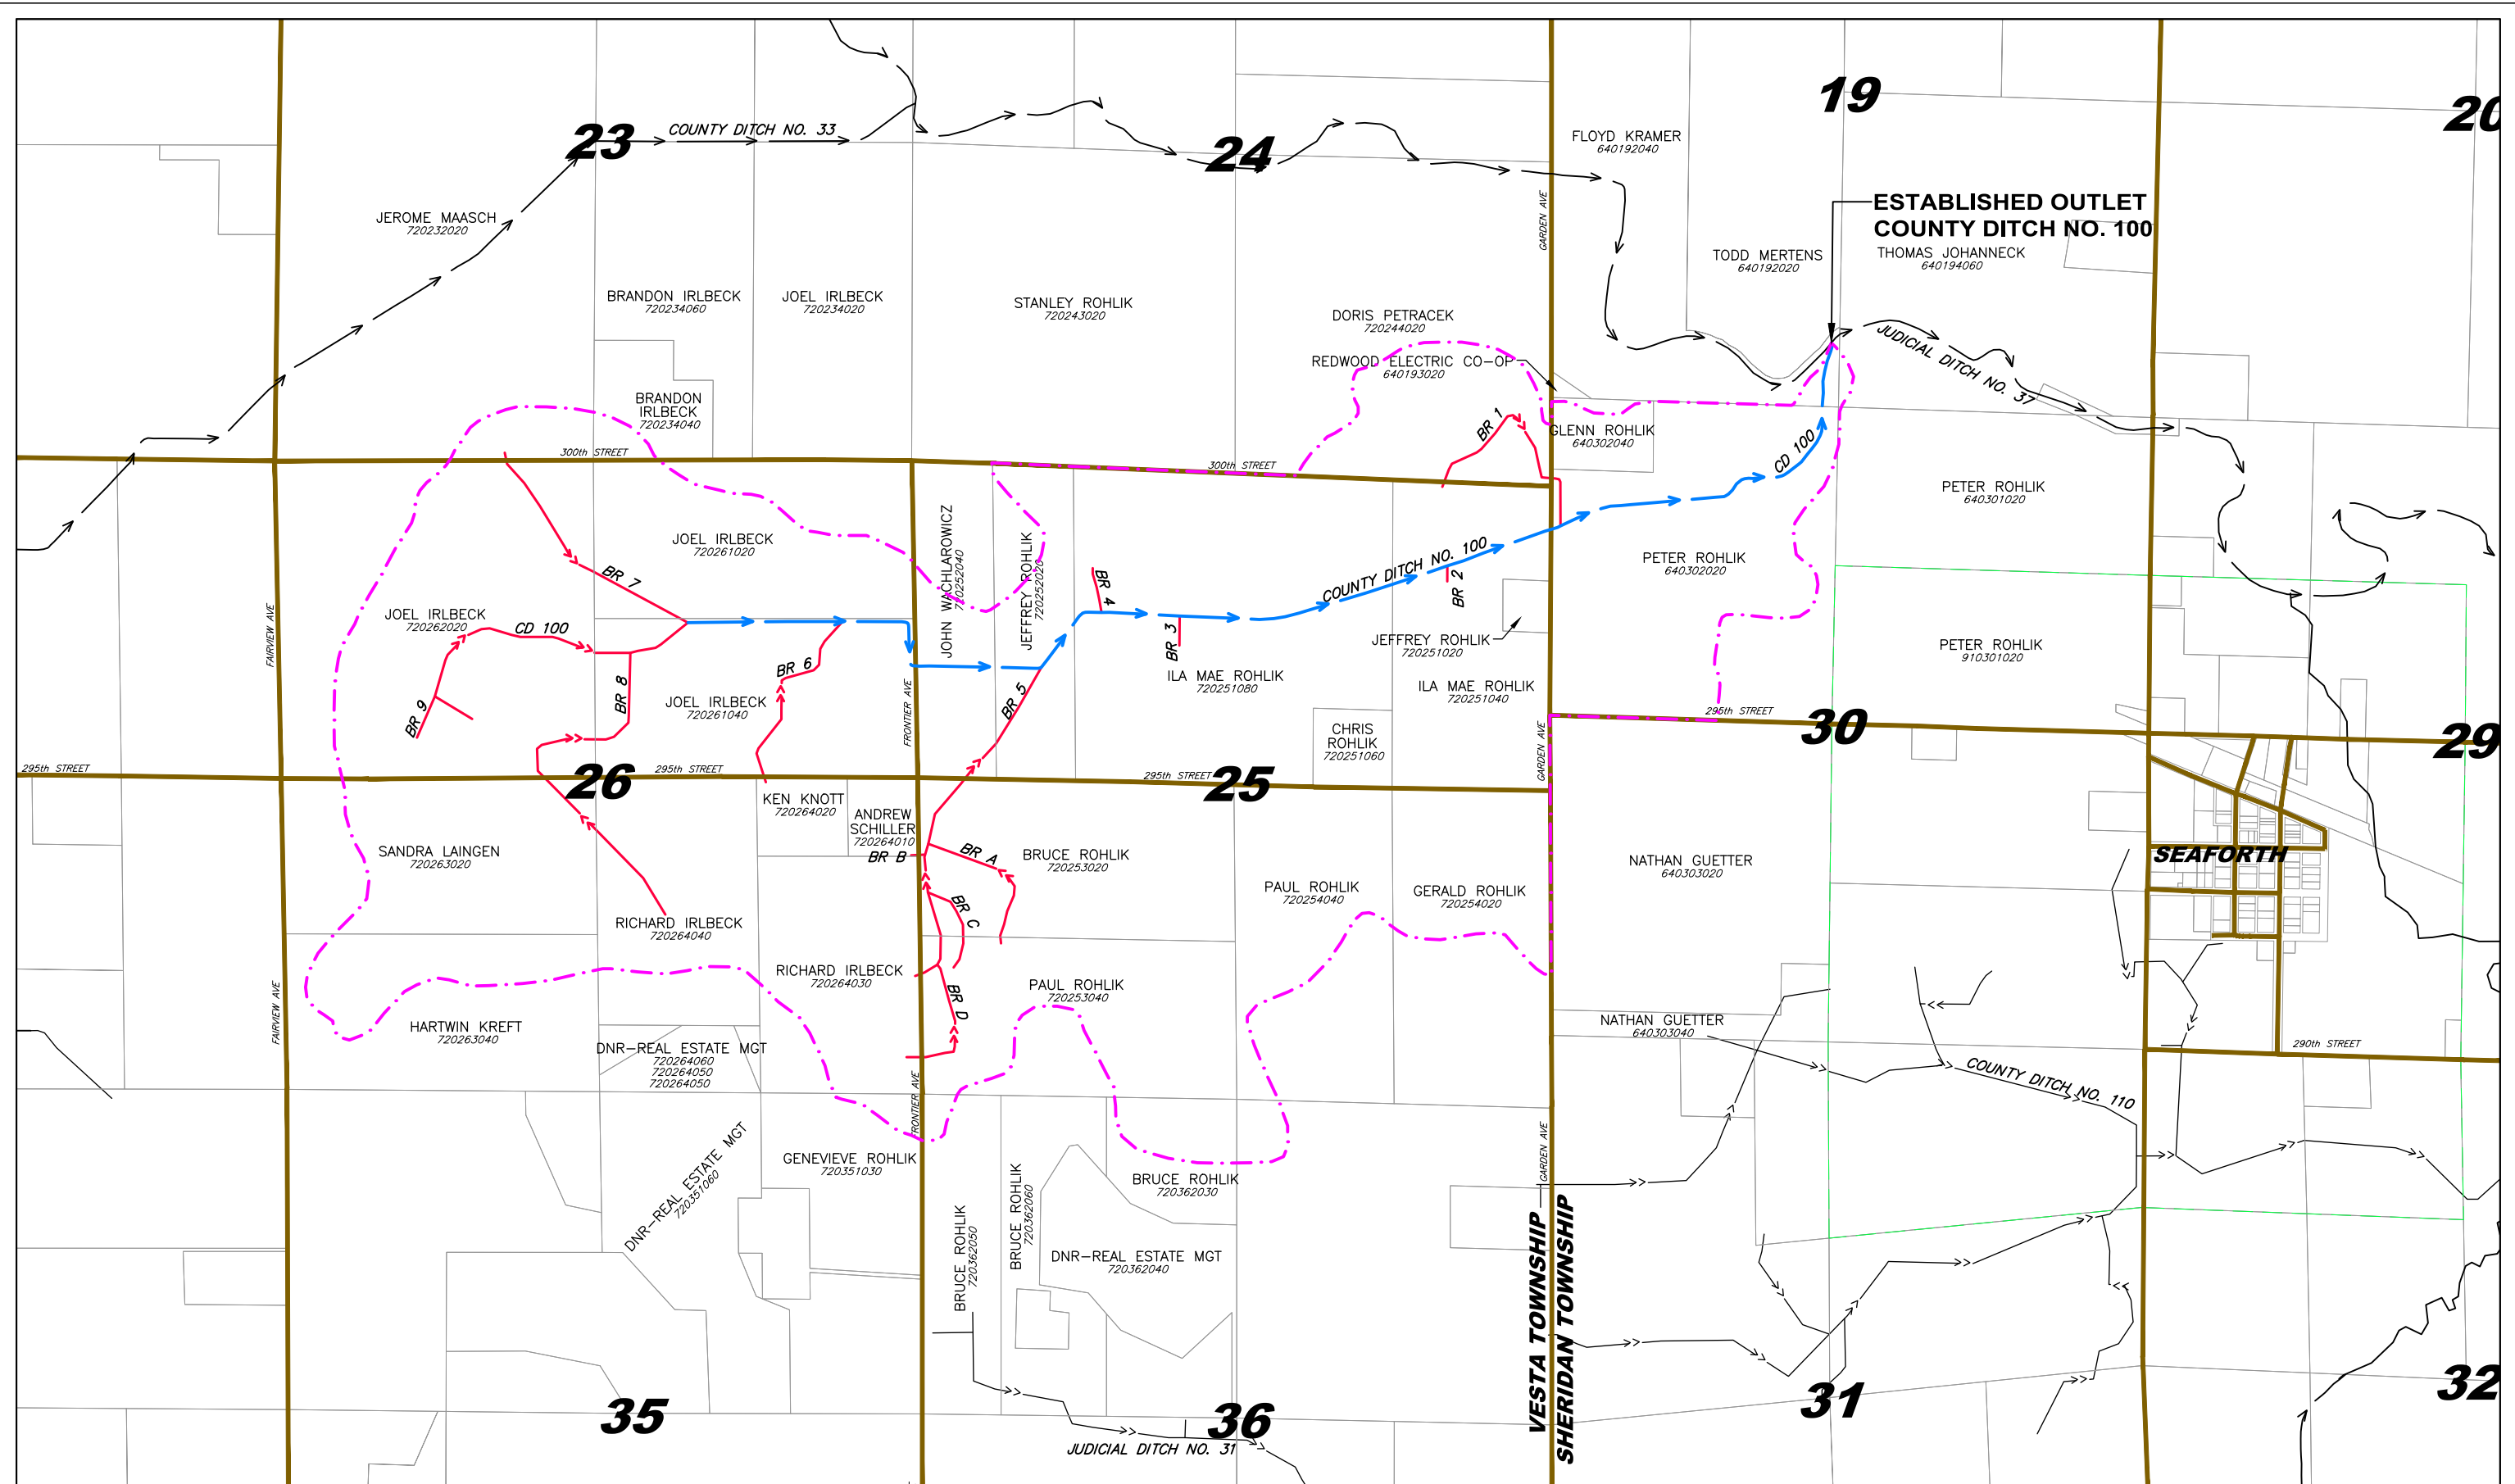 19
20
23
COUNTY DITCH NO. 33
24
FLOYD KRAMER
640192040
ESTABLISHED OUTLET
COUNTY DITCH NO. 100
JEROME MAASCH
720232020
GARDEN AVE
TODD MERTENS
640192020
THOMAS JOHANNECK
640194060
BRANDON IRLBECK
720234060
JOEL IRLBECK
720234020
STANLEY ROHLIK
720243020
DORIS PETRACEK
720244020
REDWOOD ELECTRIC CO-OP
640193020
JUDICIAL DITCH NO. 37
BRANDON
IRLBECK
720234040
BR 1
GLENN ROHLIK
640302040
300th STREET
300th STREET
CD 100
PETER ROHLIK
640301020
JOHN WACHLAROWICZ
720252040
JEFFREY ROHLIK
720252020
JOEL IRLBECK
720261020
COUNTY DITCH NO. 100
PETER ROHLIK
640302020
BR 7
BR 4
BR 2
FAIRVIEW AVE
JOEL IRLBECK
720262020
CD 100
BR 3
JEFFREY ROHLIK
720251020
PETER ROHLIK
910301020
BR 6
ILA MAE ROHLIK
720251080
ILA MAE ROHLIK
720251040
BR 9
BR 8
JOEL IRLBECK
720261040
BR 5
FRONTIER AVE
295th STREET
30
CHRIS
ROHLIK
720251060
GARDEN AVE
29
295th STREET
26
295th STREET
295th STREET
25
KEN KNOTT
720264020
ANDREW
SCHILLER
720264010
BR B
BR A
BRUCE ROHLIK
720253020
SANDRA LAINGEN
720263020
NATHAN GUETTER
640303020
SEAFORTH
PAUL ROHLIK
720254040
GERALD ROHLIK
720254020
BR C
RICHARD IRLBECK
720264040
RICHARD IRLBECK
720264030
PAUL ROHLIK
720253040
BR D
FAIRVIEW AVE
HARTWIN KREFT
720263040
NATHAN GUETTER
640303040
290th STREET
DNR-REAL ESTATE MGT
720264060
720264050
720264050
COUNTY DITCH NO. 110
FRONTIER AVE
GARDEN AVE
DNR-REAL ESTATE MGT
720351060
GENEVIEVE ROHLIK
720351030
BRUCE ROHLIK
720362030
BRUCE ROHLIK
720362050
BRUCE ROHLIK
720362060
DNR-REAL ESTATE MGT
720362040
VESTA TOWNSHIP
SHERIDAN TOWNSHIP
35
36
31
32
JUDICIAL DITCH NO. 31